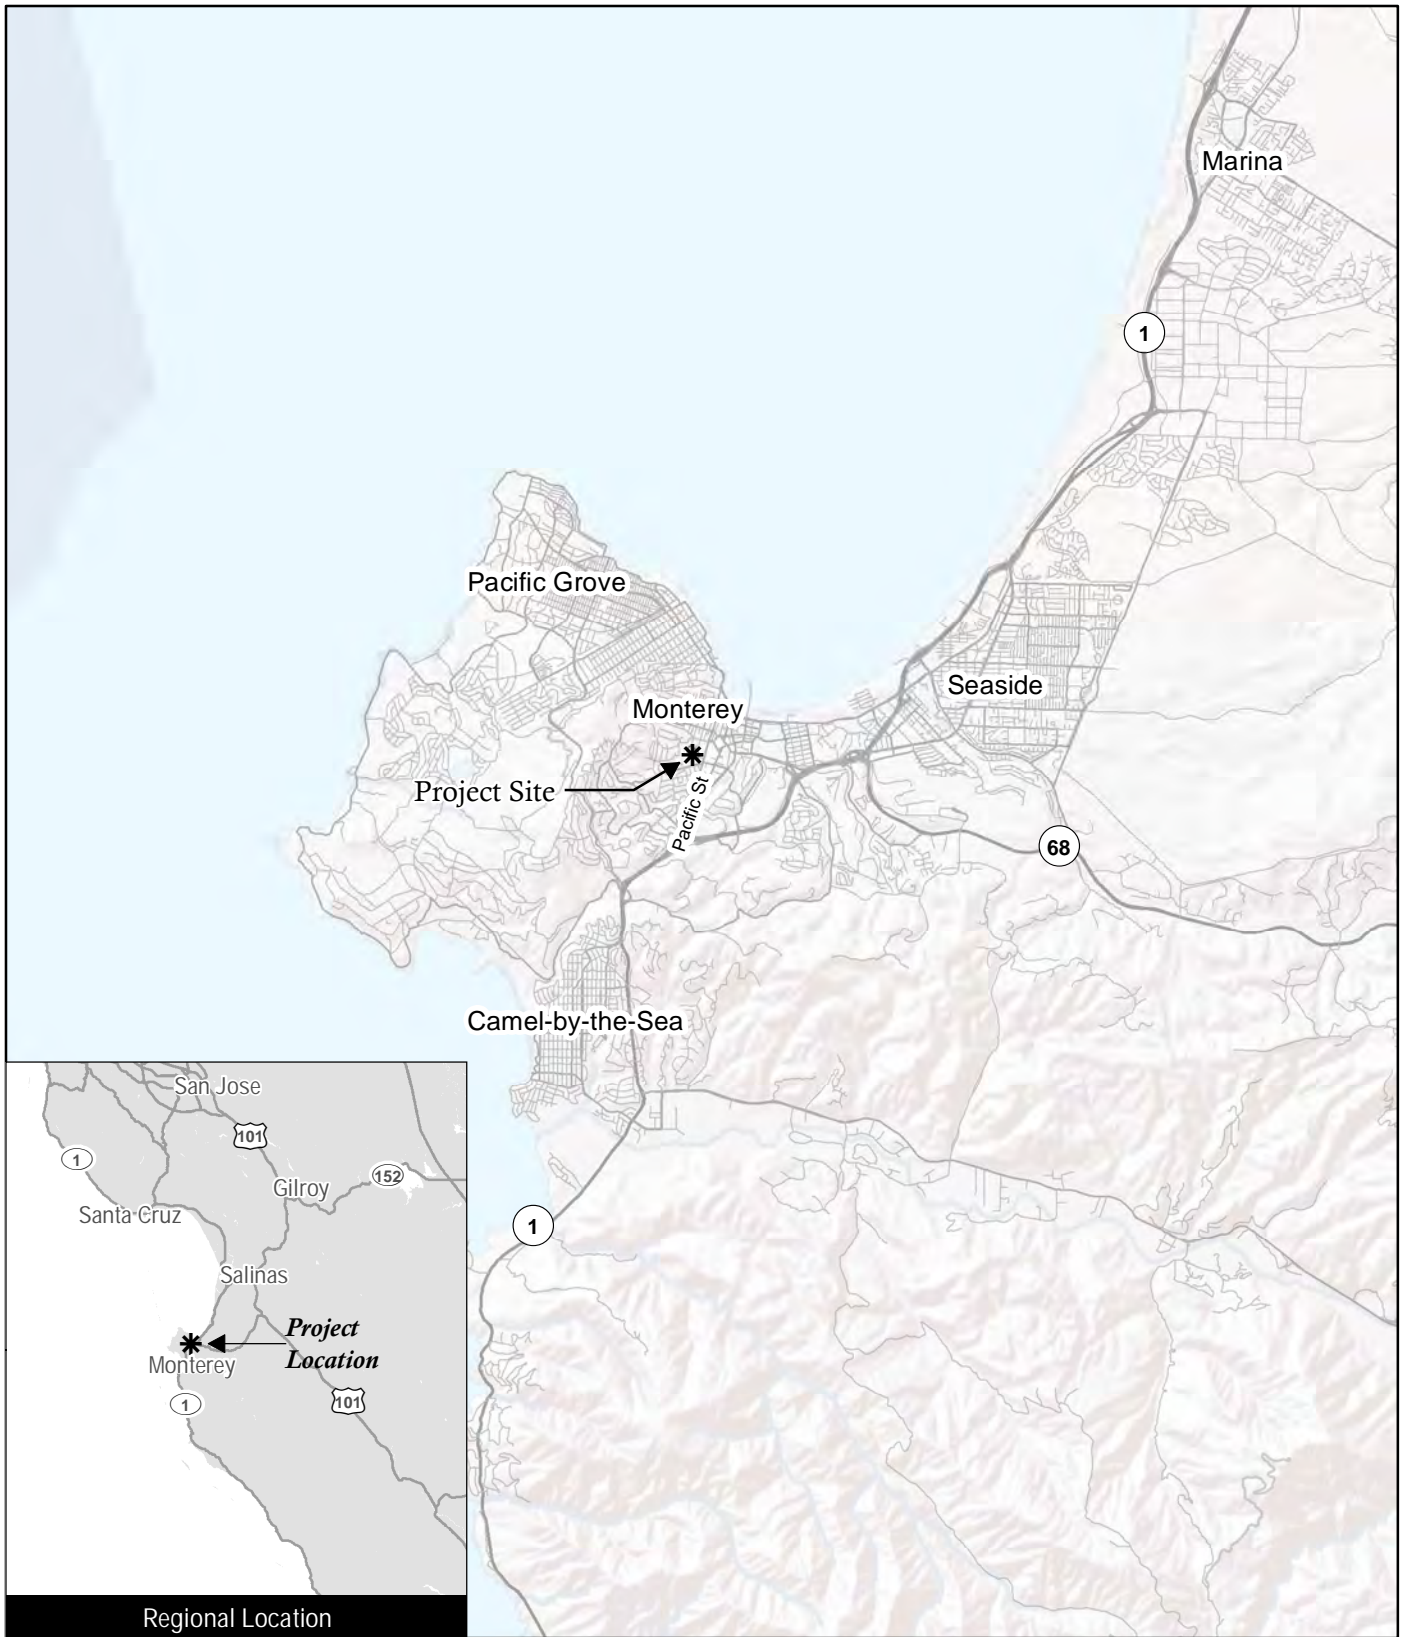 Marina
1
Pacific Grove
Seaside
Monterey
Project Site
Pacific St
68
Camel-by-the-Sea
1
San Jose
101
1
152
Gilroy
Santa Cruz
Salinas
Project
Location
Monterey
1
101
Regional Location